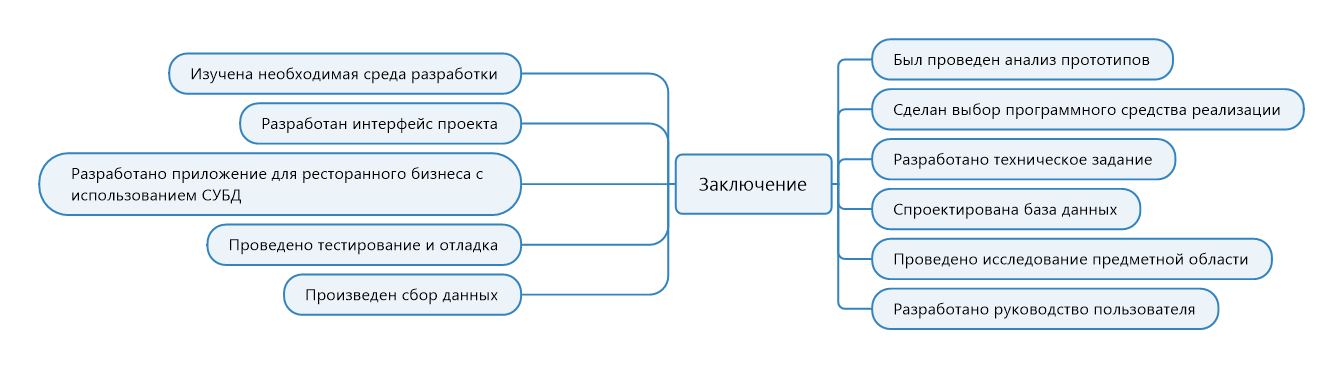 Изучена необходимая среда разработки
Разработан интерфейс проекта
Разработано приложение для ресторанного бизнеса с
использованием СУБД
Проведено тестирование и отладка
Произведен сбор данных
Заключение
Был проведен анализ прототипов
Сделан выбор программного средства реализации
Разработано техническое задание
Спроектирована база данных
Проведено исследование предметной области
Разработано руководство пользователя